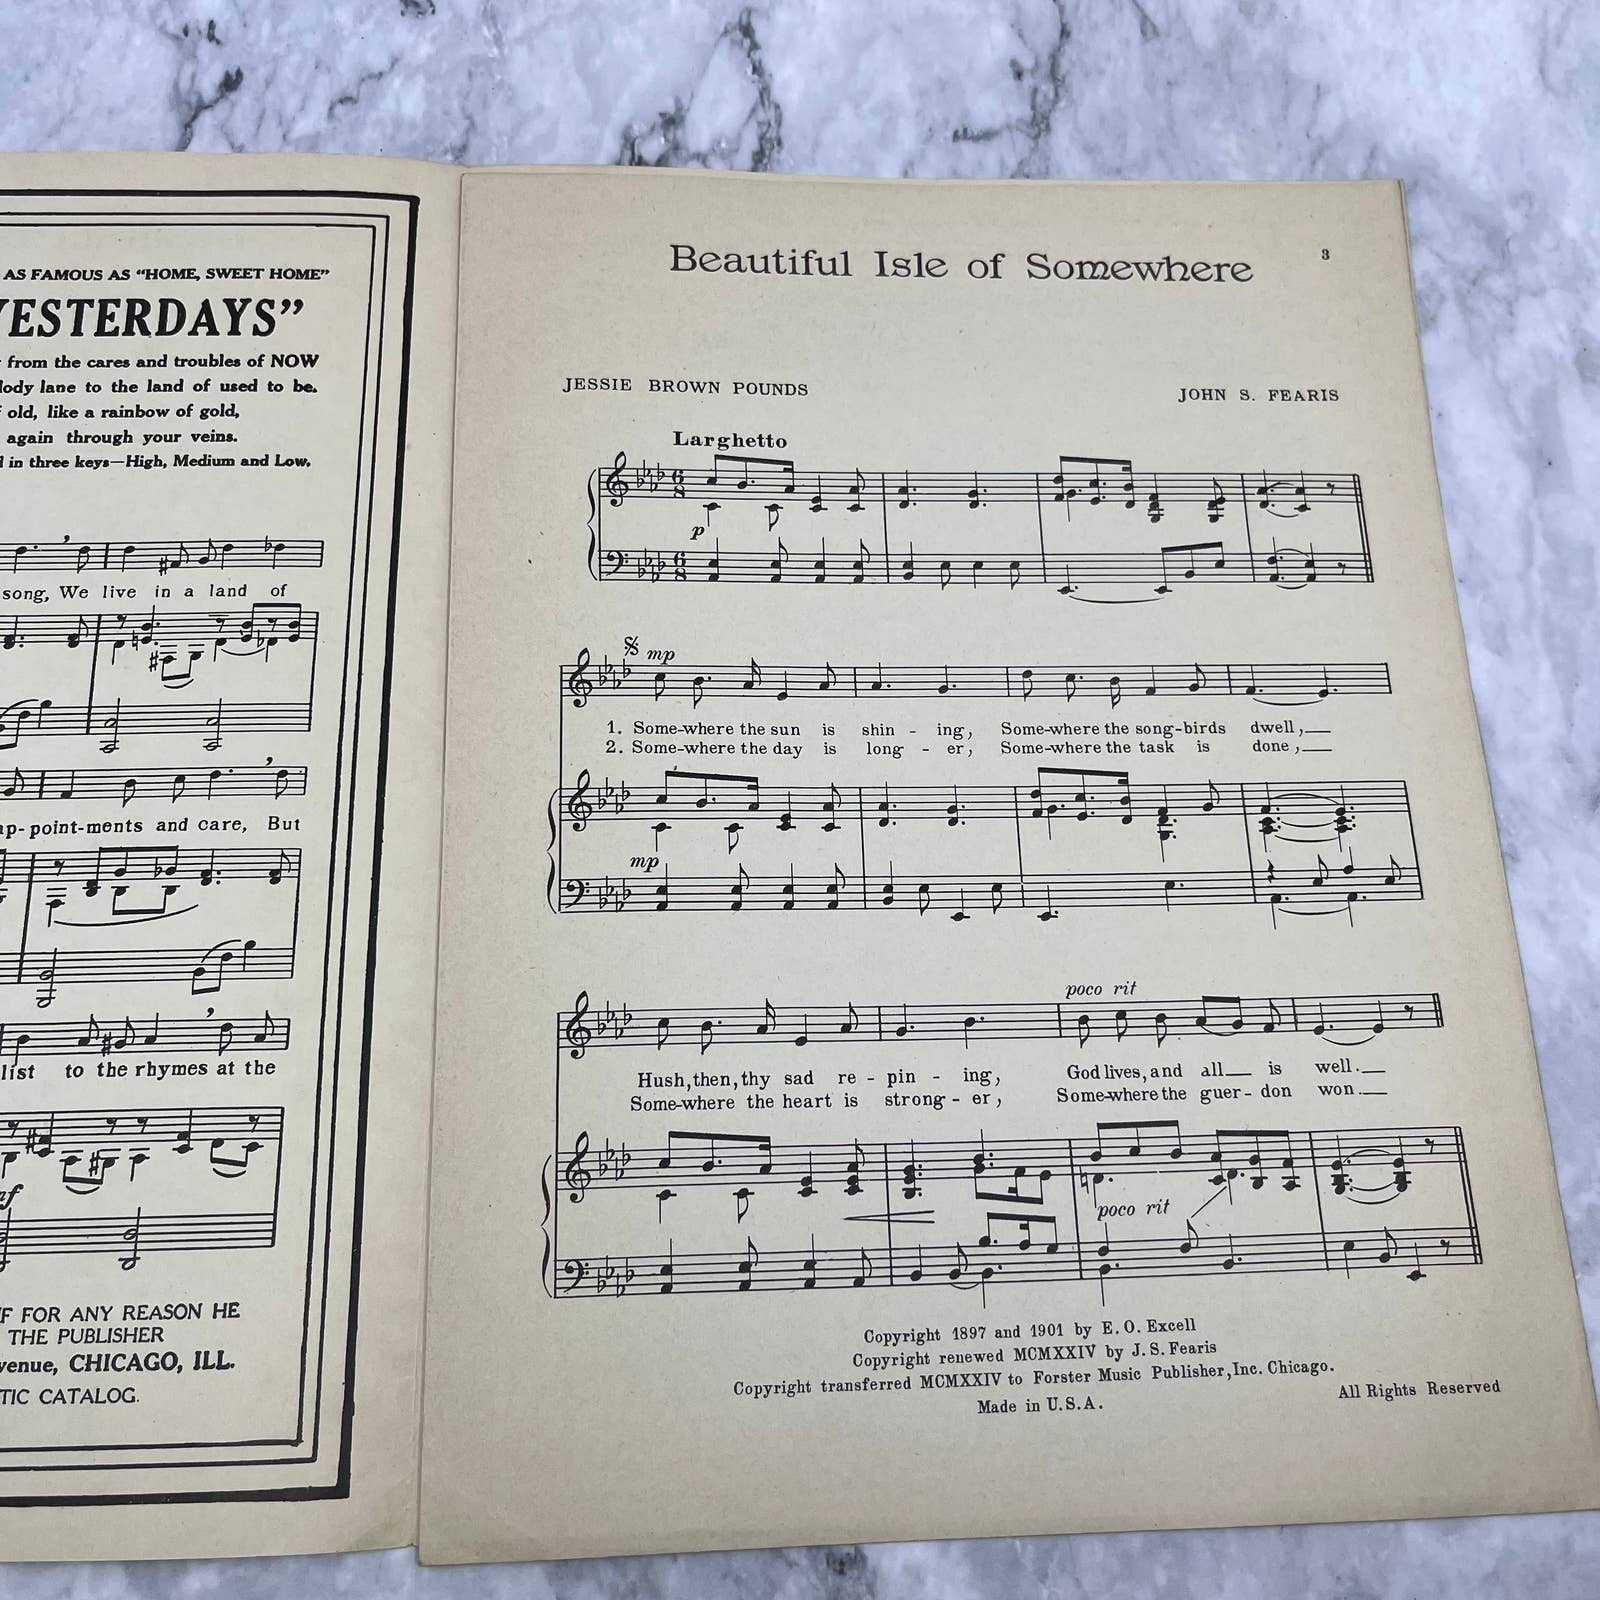 AS FAMOUS AS “HOME, SWEET HOME”
YESTERDAYS”
from the cares and troubles of NOW
lody lane to the land of used to be.
old, like a rainbow of gold,
again through your veins.
in three keys—High, Medium and Low.
song, We live in a land of
ap-point-ments and care, But
list to the rhymes at the
mf
IF FOR ANY REASON HE
THE PUBLISHER
venue, CHICAGO, ILL.
TIC CATALOG.
3
Beautiful Isle of Somewhere
JESSIE BROWN POUNDS
JOHN S. FEARIS
Larghetto
p
mp
1. Some-where the sun is shin - ing, Some-where the song-birds dwell,
2. Some-where the day is long - er, Some-where the task is done,
mp
poco rit
Hush, then, thy sad re - pin - ing, God lives, and all is well.
Some-where the heart is strong - er, Some-where the guer - don won.
poco rit
Copyright 1897 and 1901 by E. O. Excell
Copyright renewed MCMXXIV by J. S. Fearis
Copyright transferred MCMXXIV to Forster Music Publisher, Inc. Chicago.
Made in U.S.A.
All Rights Reserved